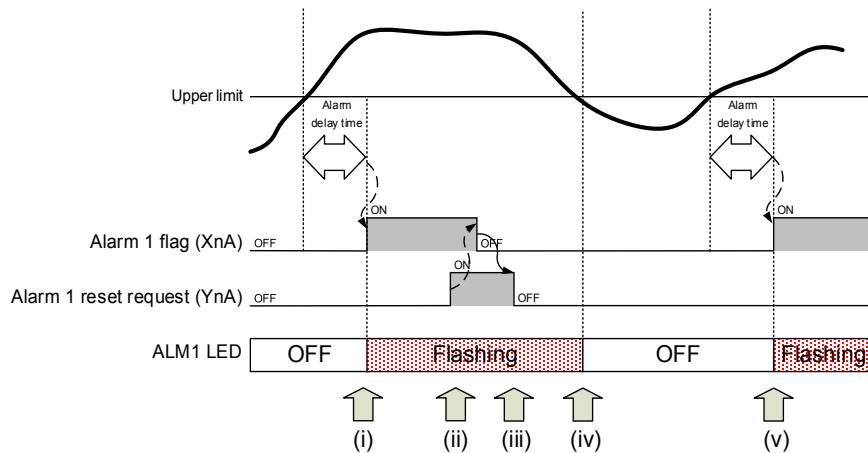 Upper limit
Alarm
delay time
Alarm
delay time
ON
ON
Alarm 1 flag (XnA)
OFF
OFF
ON
Alarm 1 reset request (YnA)
OFF
OFF
ALM1 LED
OFF
Flashing
OFF
Flashing
(i)
(ii)
(iii)
(iv)
(v)